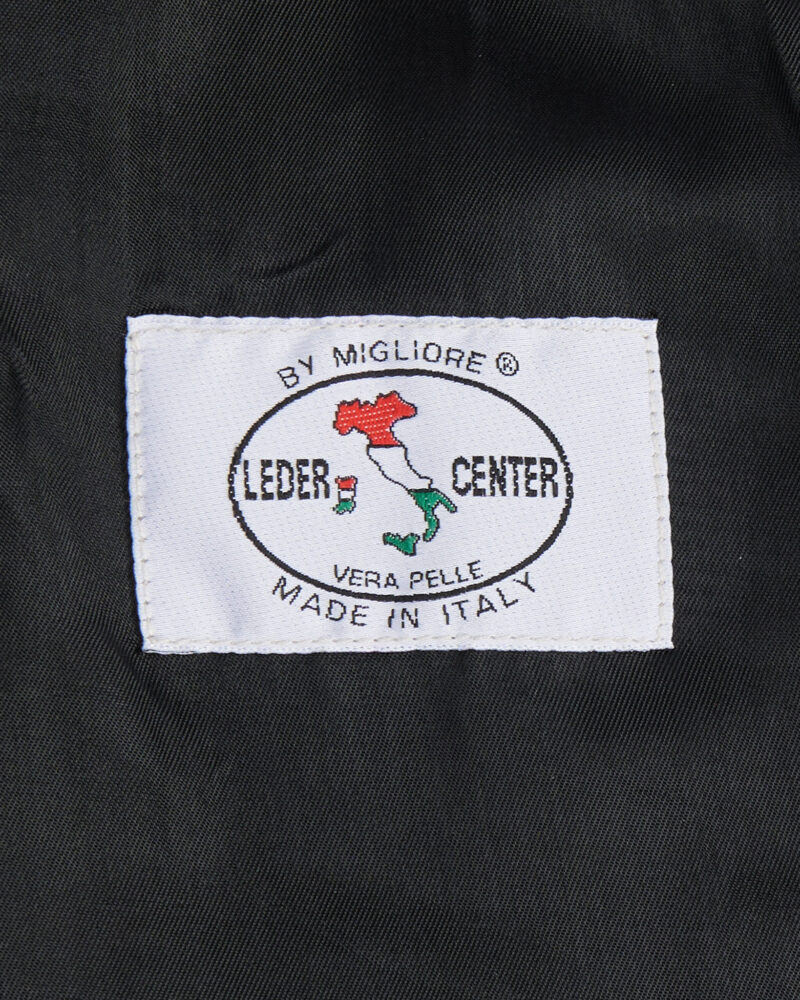 BY MIGLIORE ®
LEDER CENTER
VERA PELLE
MADE IN ITALY